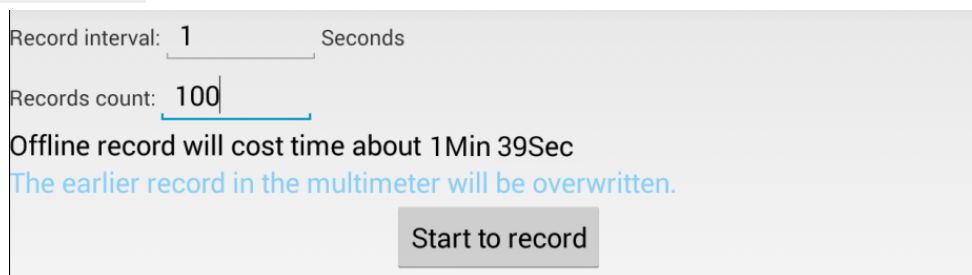 Record interval: 1 Seconds
Records count: 100
Offline record will cost time about 1Min 39Sec
The earlier record in the multimeter will be overwritten.
Start to record